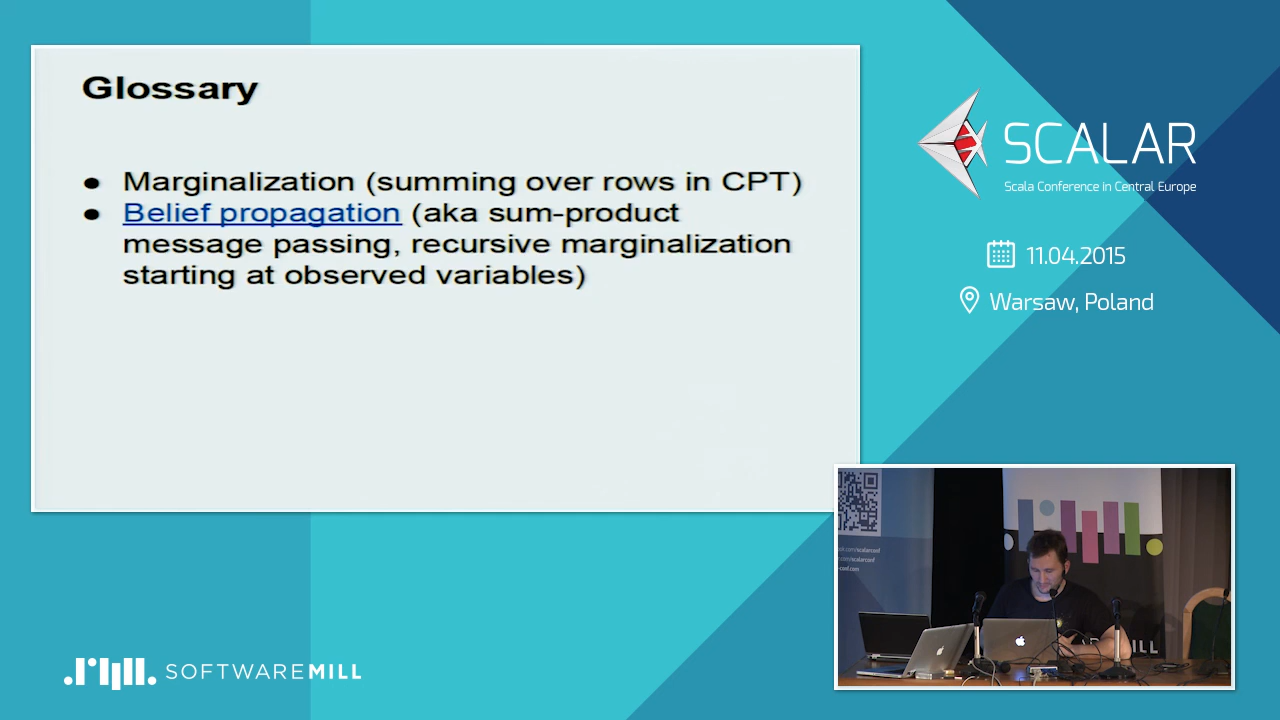 Glossary
● Marginalization (summing over rows in CPT)
● Belief propagation (aka sum-product
message passing, recursive marginalization
starting at observed variables)
SCALAR
Scala Conference in Central Europe
11.04.2015
Warsaw, Poland
SOFTWAREMILL